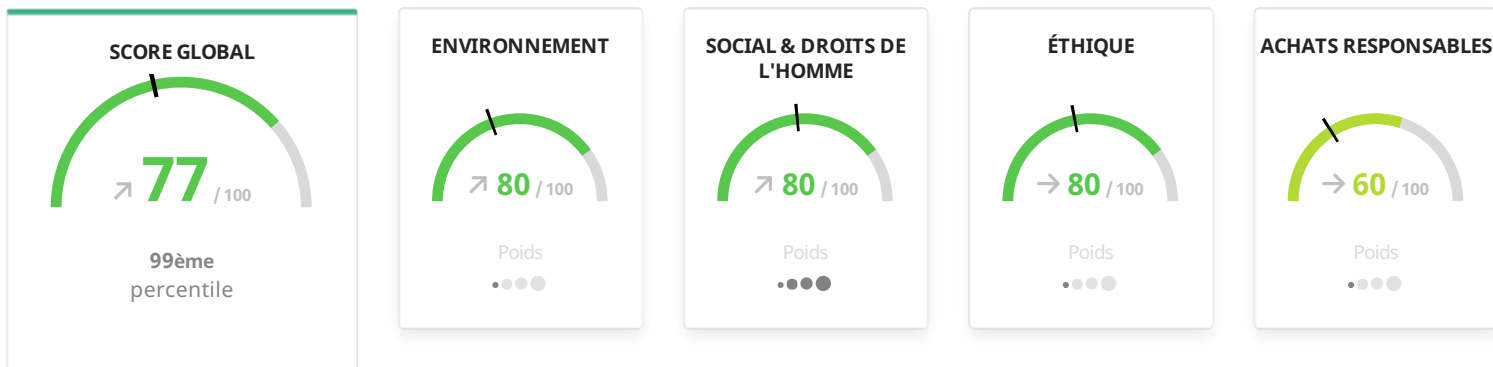 SCORE GLOBAL
77 / 100
99ème
percentile
ENVIRONNEMENT
80 / 100
Poids
SOCIAL & DROITS DE
L'HOMME
80 / 100
Poids
ÉTHIQUE
80 / 100
Poids
ACHATS RESPONSABLES
60 / 100
Poids